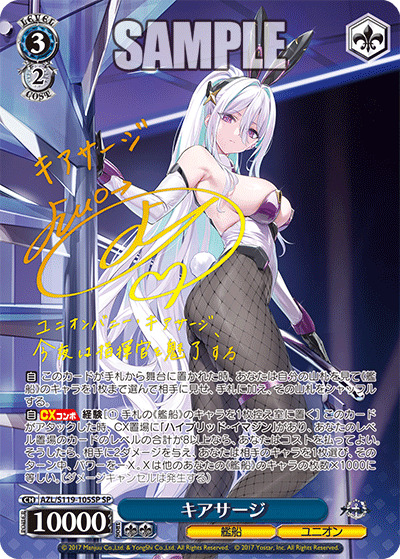 LEVEL
3
2
COST
SAMPLE
キアサージ
ユニオンバニー キアサージ、
今夜は指揮官を魅了する
自 このカードが手札から舞台に置かれた時、あなたは自分の山札を見て《艦船》のキャラを1枚まで選んで相手に見せ、手札に加え、その山札をシャッフルする。
自 CXコンボ 経験 [① 手札の《艦船》のキャラを1枚控え室に置く] このカードがアタックした時、CX置場に「ハイブリッド・イマジン」があり、あなたのレベル置場のカードのレベルの合計が8以上なら、あなたはコストを払ってよい。そうしたら、相手に2ダメージを与え、あなたは相手のキャラを1枚選び、そのターン中、パワーを－X。Xは他のあなたの《艦船》のキャラの枚数×1000に等しい。(ダメージキャンセルは発生する)
CH AZL/S119-105SP SP
POWER
10000
キアサージ
艦船
ユニオン
© 2017 Manjuu Co.,Ltd. & YongShi Co.,Ltd. All Rights Reserved. © 2017 Yostar, Inc. All Rights Reserved.